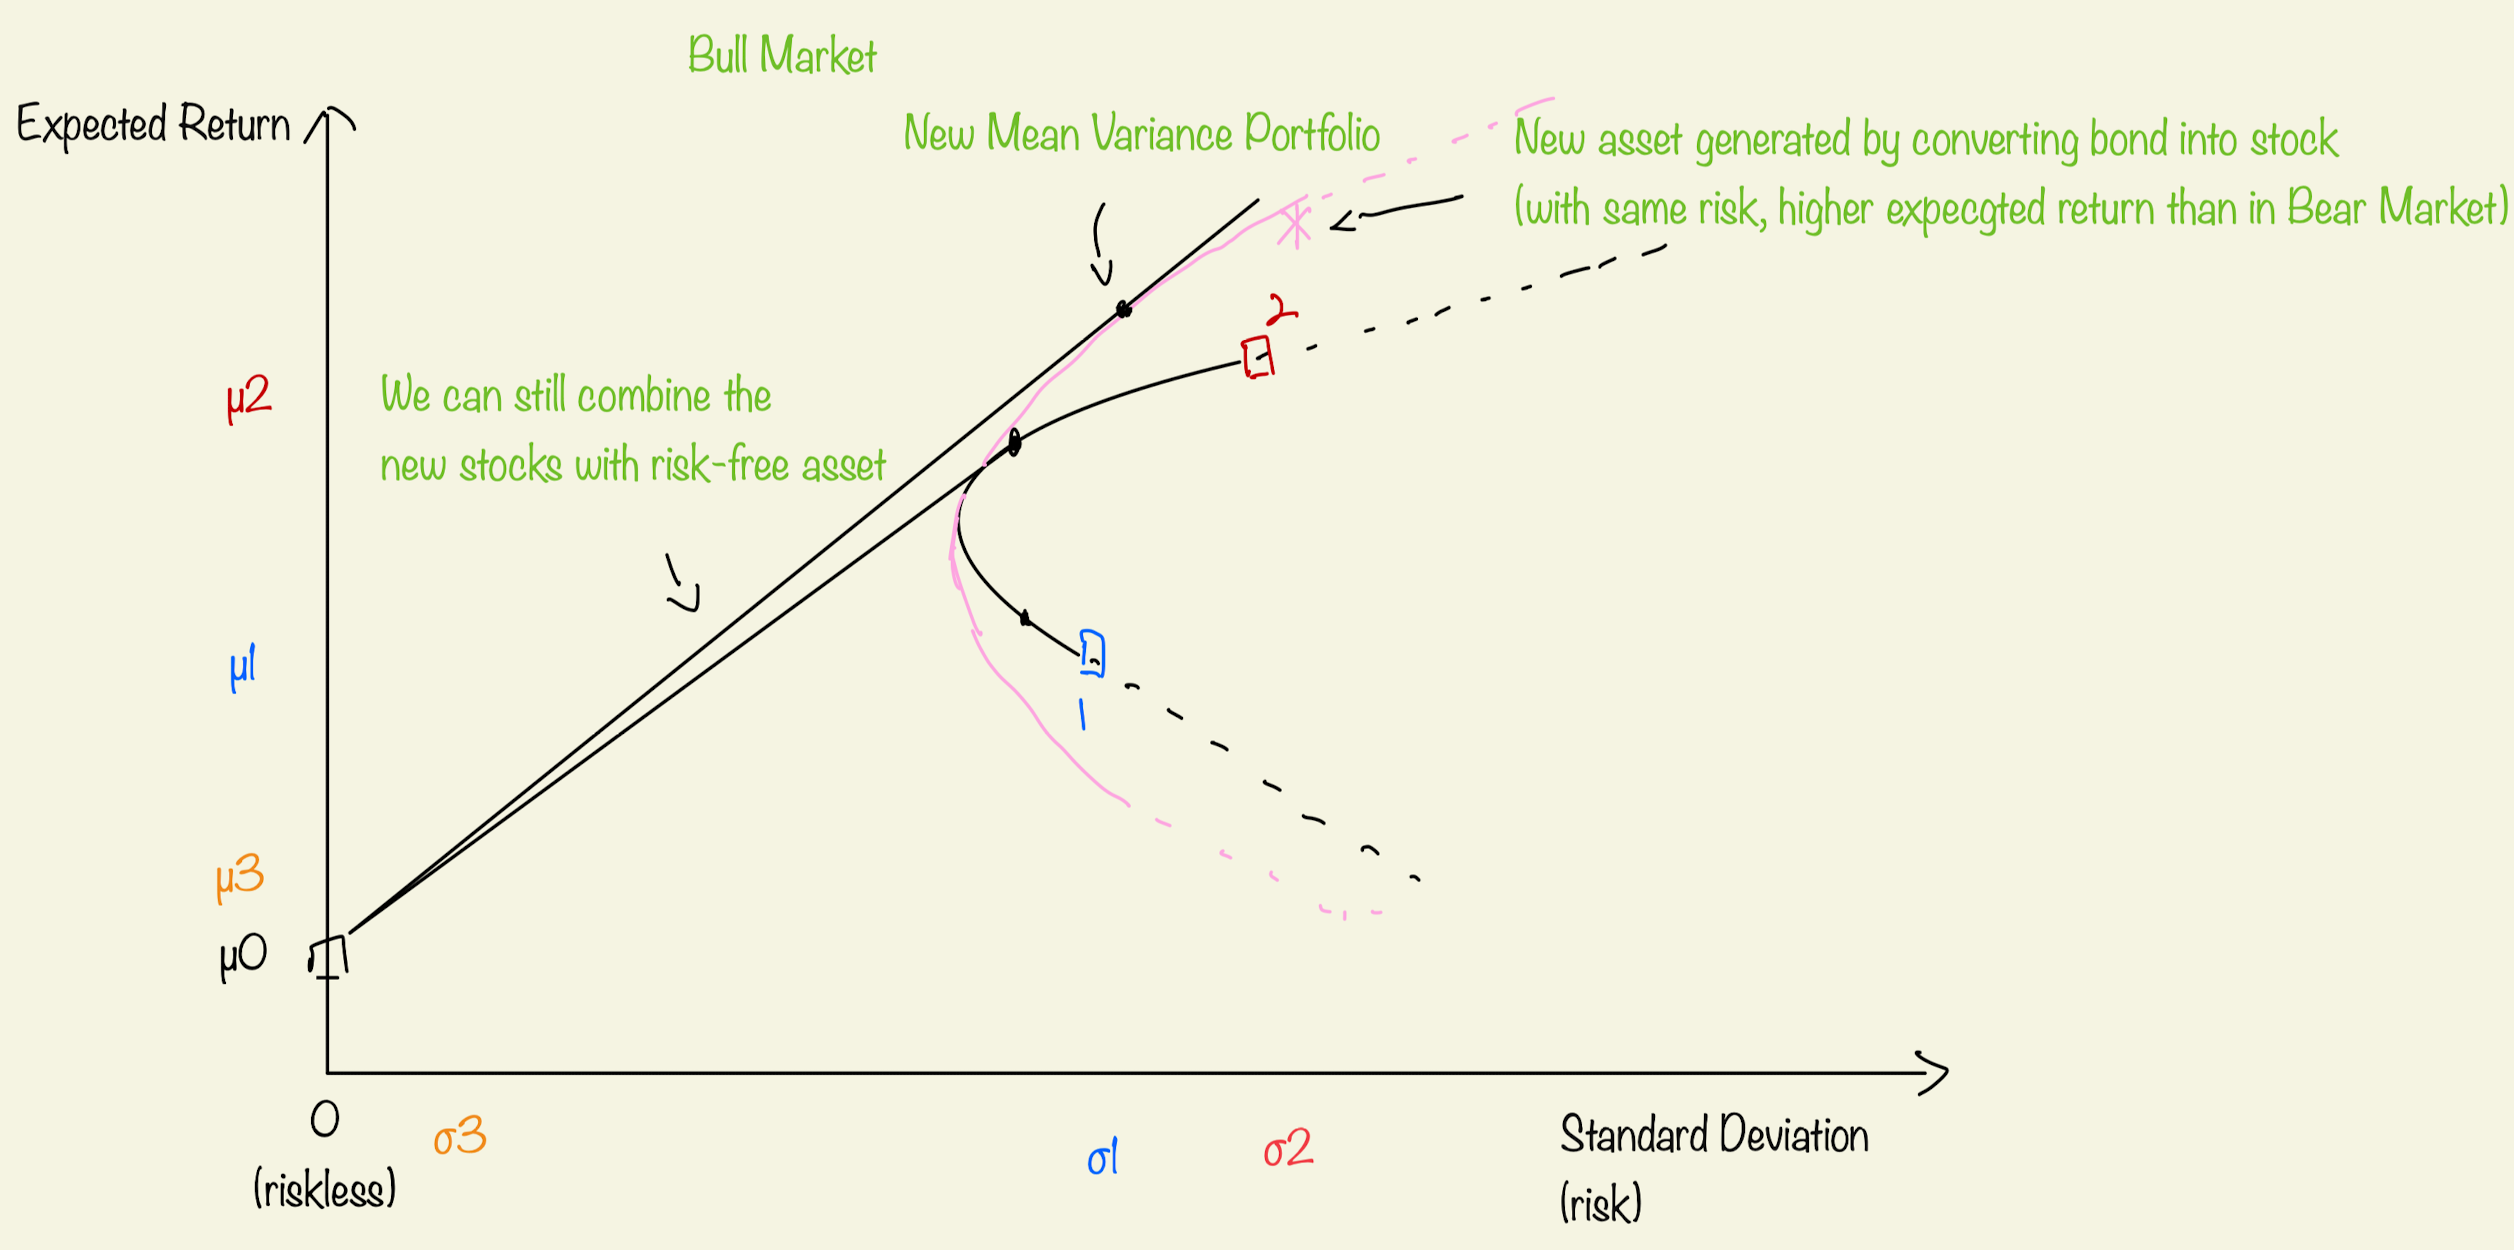 Bull Market
Expected Return
New Mean Variance Portfolio
New asset generated by converting bond into stock
(with same risk, higher expecgted return than in Bear Market)
2
μ2
We can still combine the
new stocks with risk-free asset
μ1
1
μ3
μ0
0
(riskless)
σ3
σ1
σ2
Standard Deviation
(risk)